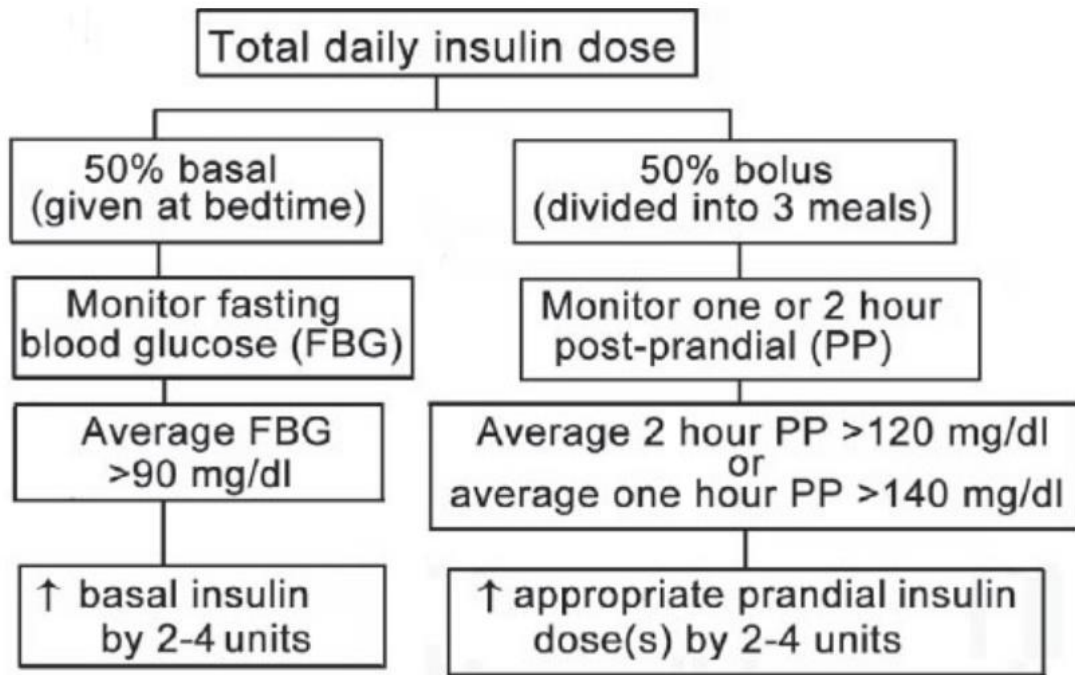 Total daily insulin dose
50% basal
(given at bedtime)
50% bolus
(divided into 3 meals)
Monitor fasting
blood glucose (FBG)
Monitor one or 2 hour
post-prandial (PP)
Average FBG
>90 mg/dl
Average 2 hour PP >120 mg/dl
or
average one hour PP >140 mg/dl
↑ basal insulin
by 2-4 units
↑ appropriate prandial insulin
dose(s) by 2-4 units